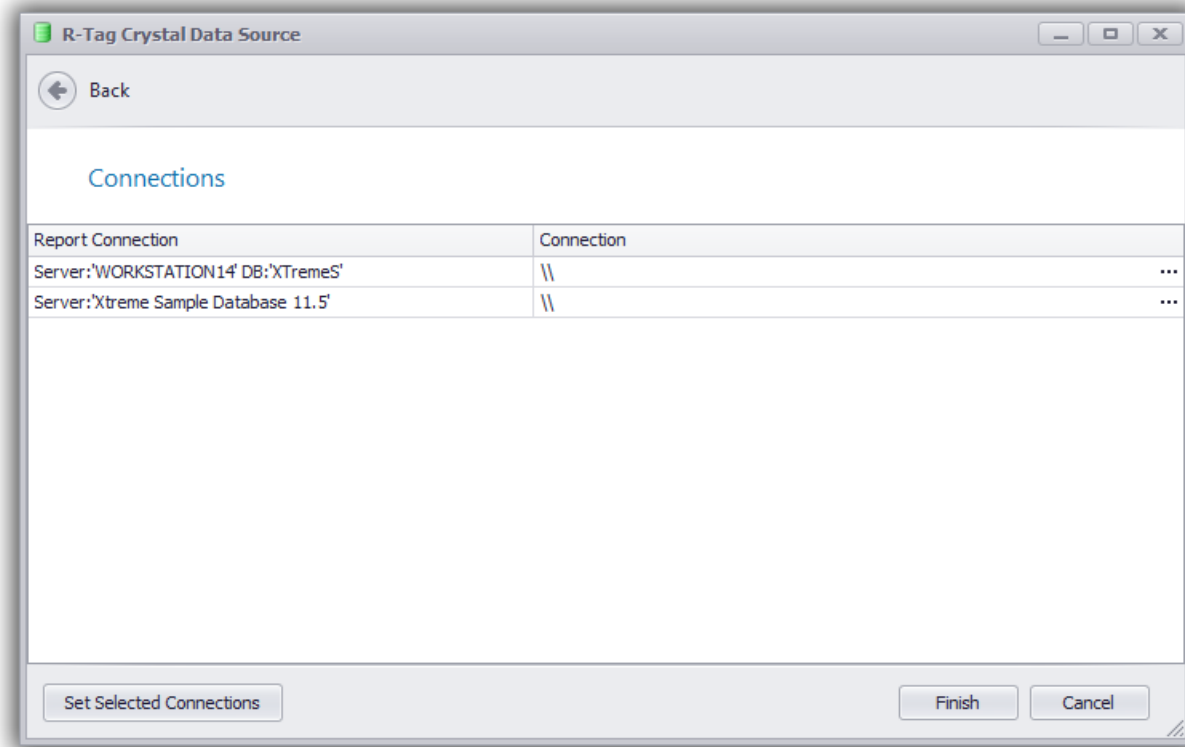 R-Tag Crystal Data Source
Back
Connections
Report Connection Connection
Server:'WORKSTATION14' DB:'XTremeS' \\ ...
Server:'Xtreme Sample Database 11.5' \\ ...
Set Selected Connections Finish Cancel